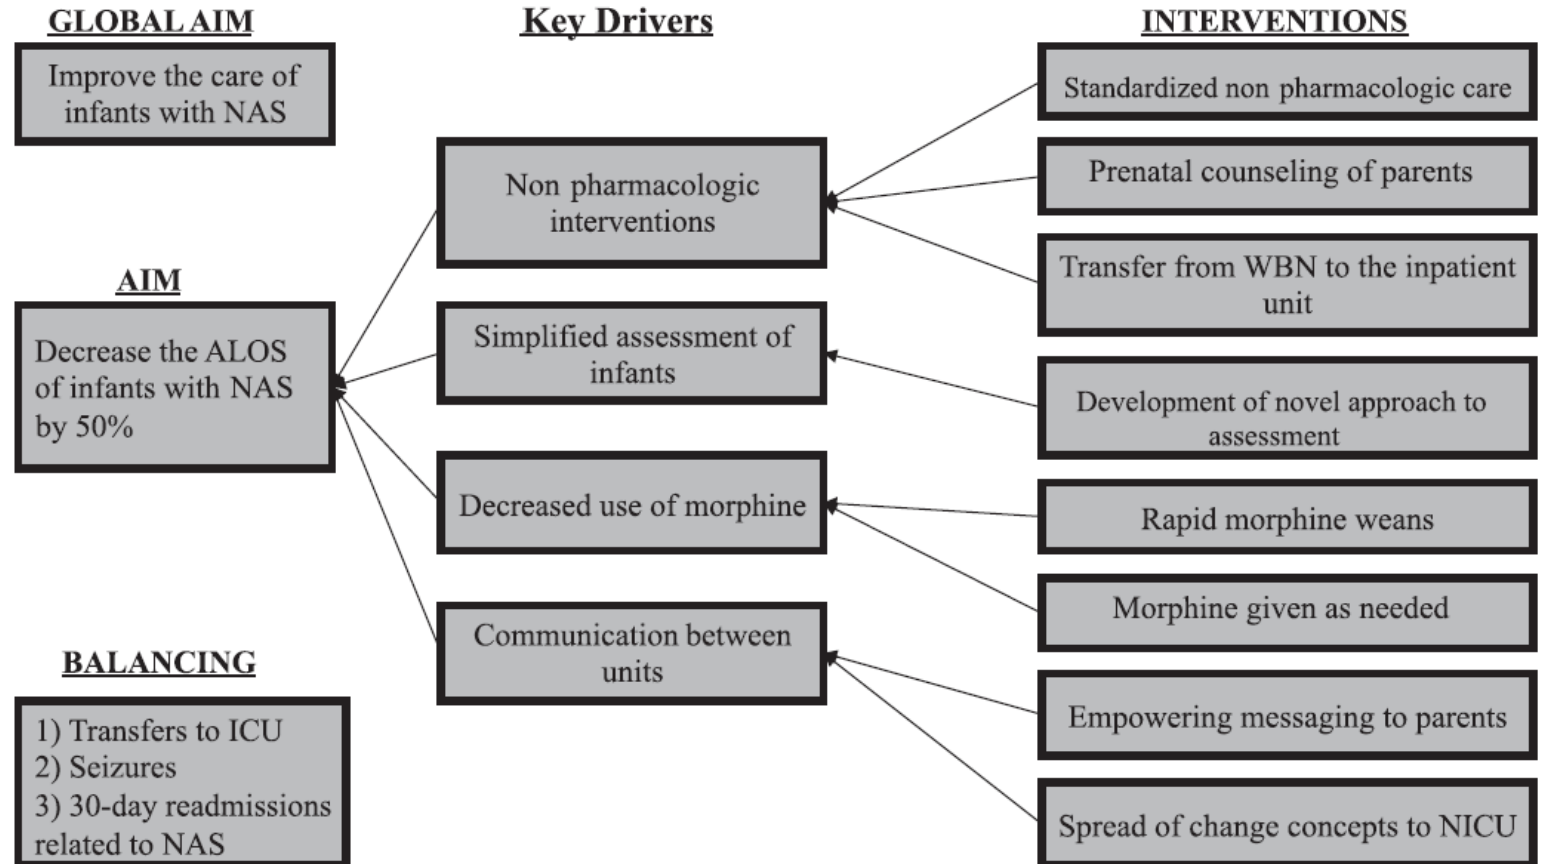 GLOBAL AIM
Improve the care of
infants with NAS
AIM
Decrease the ALOS
of infants with NAS
by 50%
BALANCING
1) Transfers to ICU
2) Seizures
3) 30-day readmissions
related to NAS
Key Drivers
Non pharmacologic
interventions
Simplified assessment of
infants
Decreased use of morphine
Communication between
units
INTERVENTIONS
Standardized non pharmacologic care
Prenatal counseling of parents
Transfer from WBN to the inpatient
unit
Development of novel approach to
assessment
Rapid morphine weans
Morphine given as needed
Empowering messaging to parents
Spread of change concepts to NICU